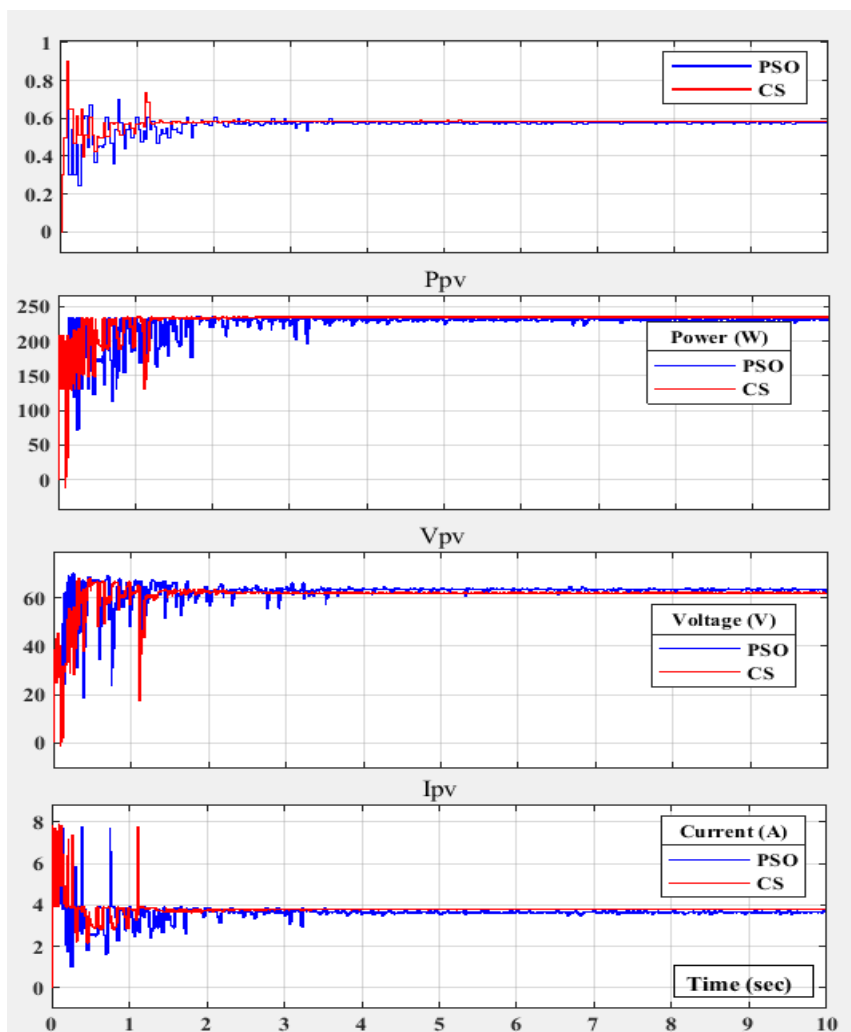 1
0.8
0.6
0.4
0.2
0
PSO
CS
Ppv
250
200
150
100
50
0
Power (W)
PSO
CS
Vpv
60
40
20
0
Voltage (V)
PSO
CS
Ipv
8
6
4
2
0
Current (A)
PSO
CS
Time (sec)
0 1 2 3 4 5 6 7 8 9 10